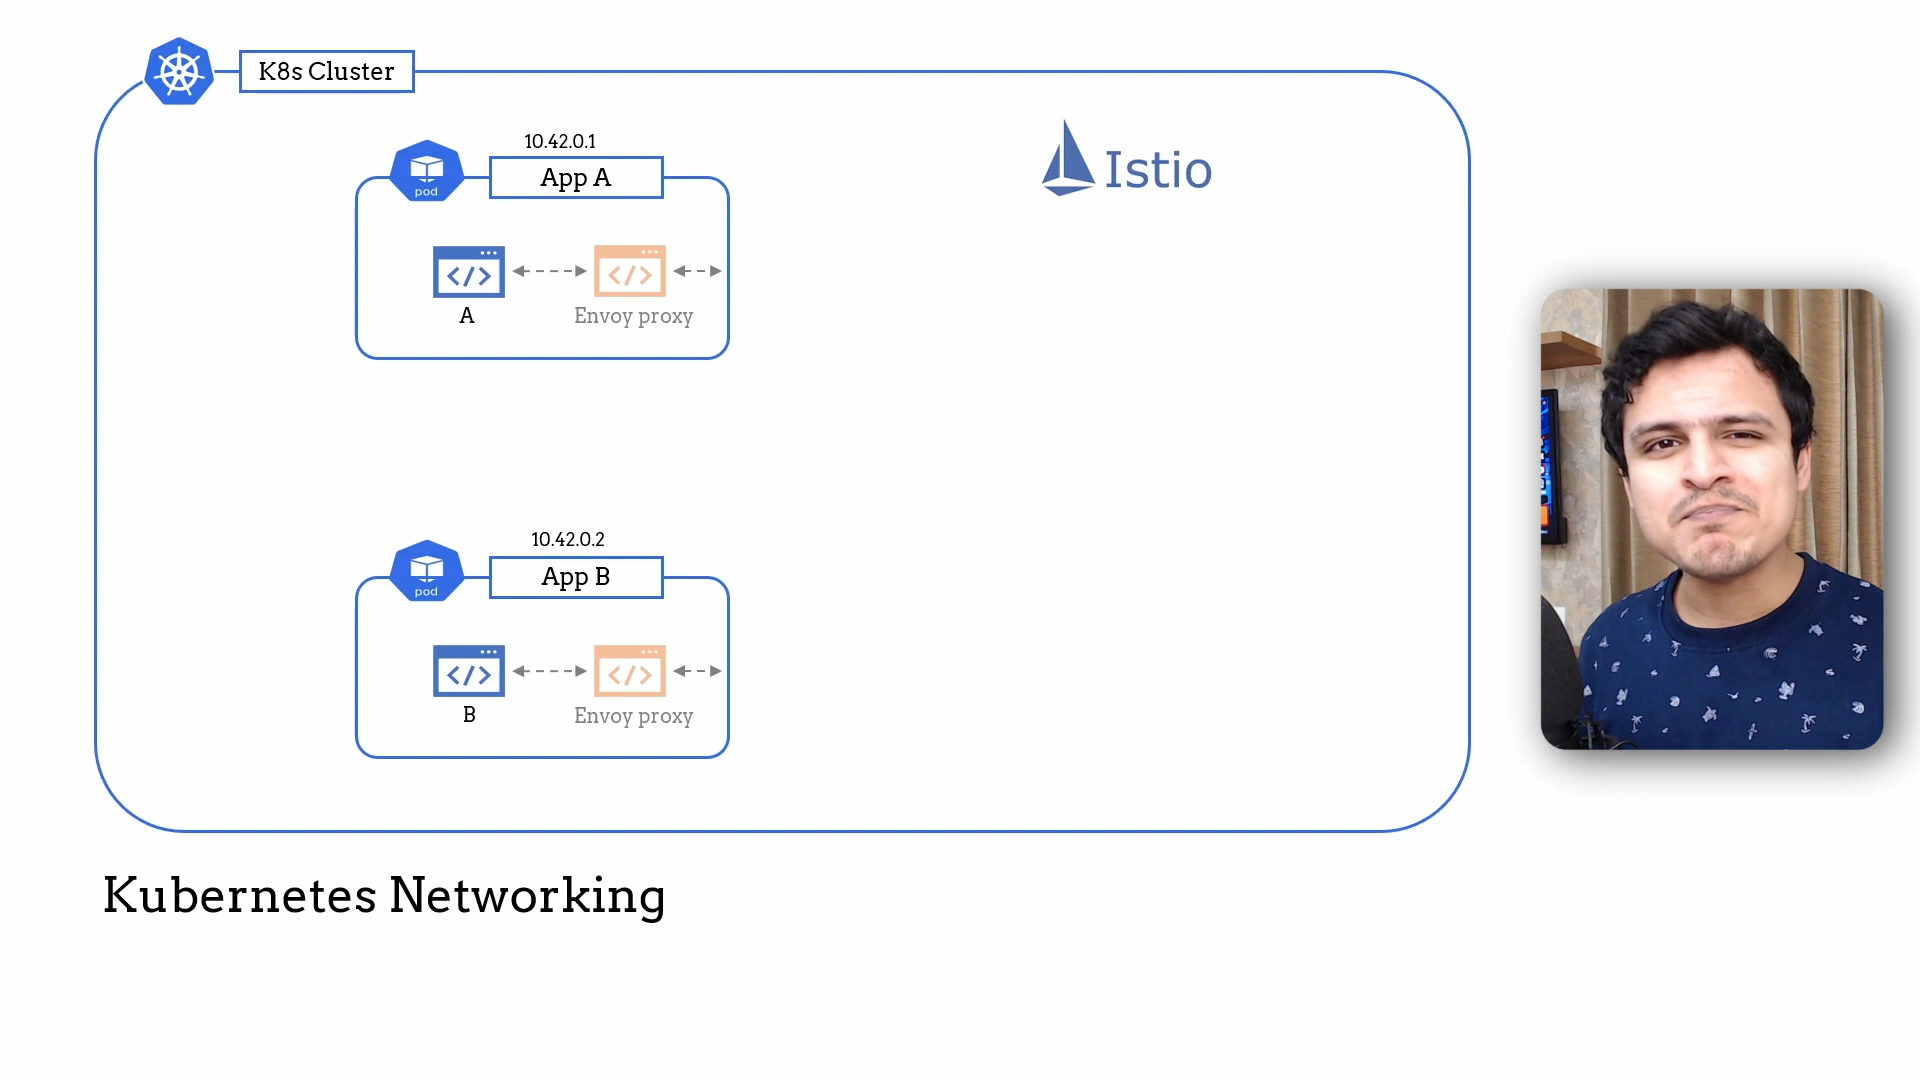 K8s Cluster
10.42.0.1
pod
App A
Istio
</>
</>
A
Envoy proxy
10.42.0.2
pod
App B
</>
</>
B
Envoy proxy
Kubernetes Networking